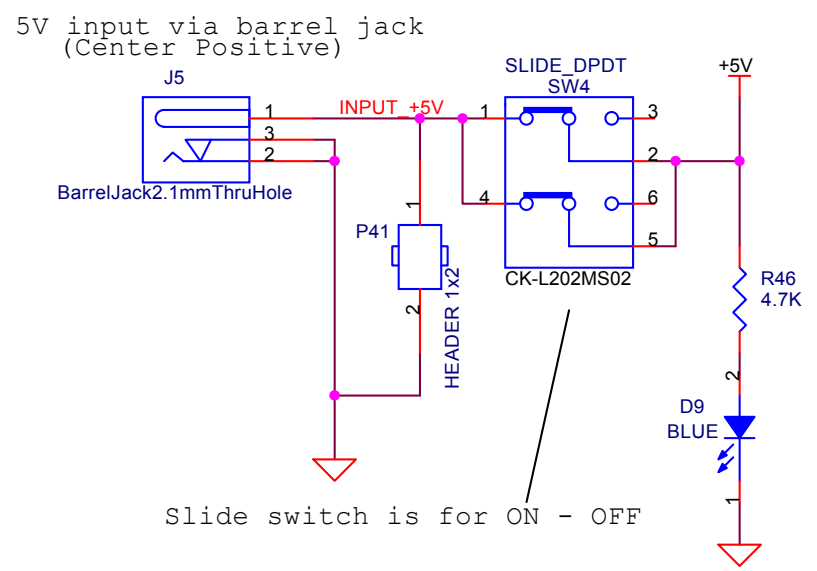 5V input via barrel jack
(Center Positive)
J5
1
3
2
BarrelJack2.1mmThruHole
INPUT_+5V
P41
1
2
HEADER 1x2
SLIDE_DPDT
SW4
1
3
2
4
6
5
CK-L202MS02
+5V
R46
4.7K
2
D9
BLUE
1
Slide switch is for ON - OFF